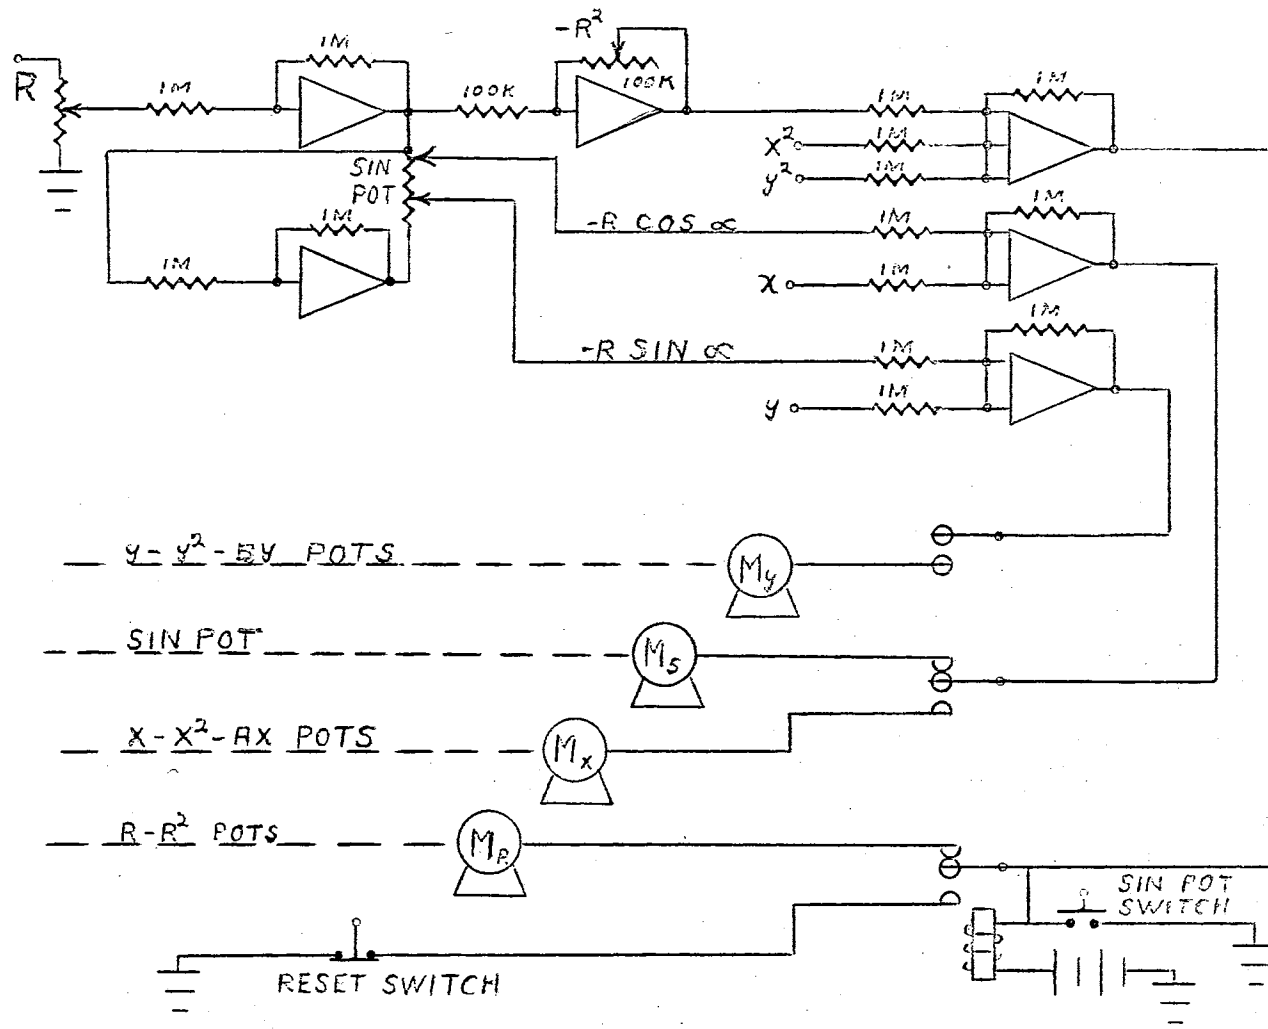 -R²
1M
R
1M
100K
100K
1M
1M
X²
1M
y²
1M
SIN
POT
1M
1M
-R COS ∝
1M
1M
x
1M
1M
-R SIN ∝
1M
y
1M
y - y² - By POTS
My
SIN POT
Ms
X - X² - AX POTS
Mx
R - R² POTS
MR
SIN POT
SWITCH
RESET SWITCH